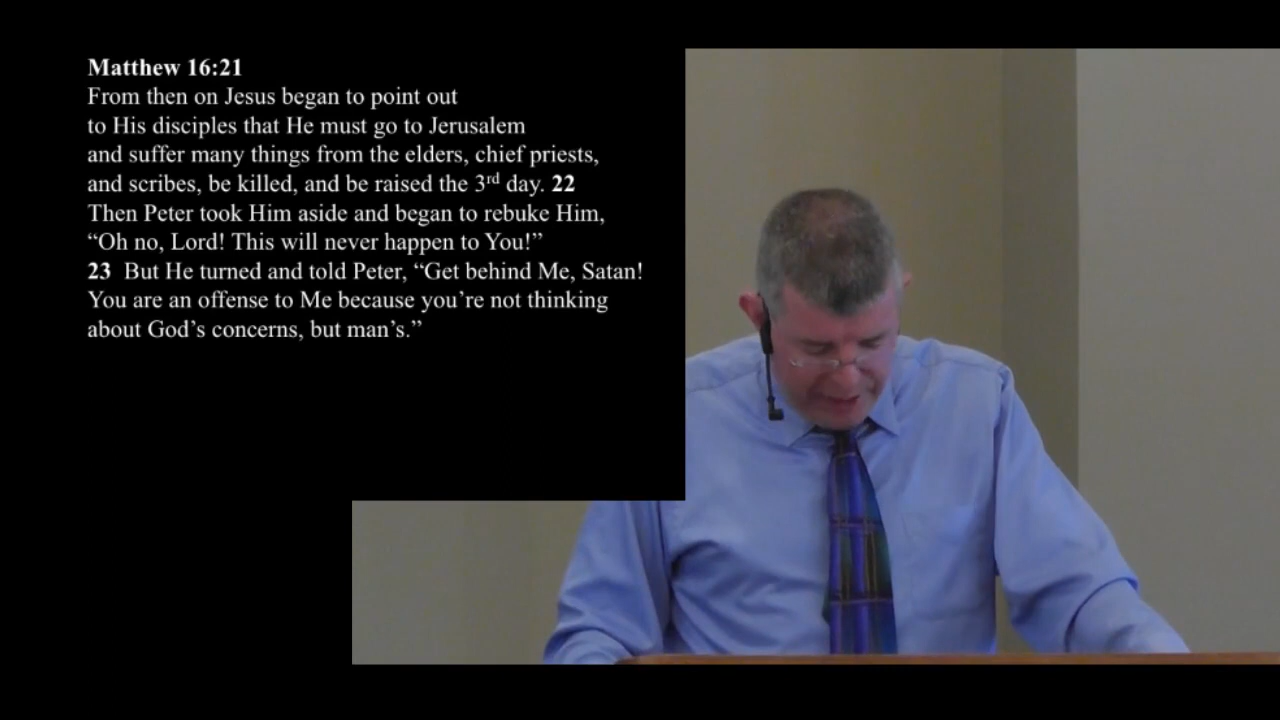 Matthew 16:21
From then on Jesus began to point out
to His disciples that He must go to Jerusalem
and suffer many things from the elders, chief priests,
and scribes, be killed, and be raised the 3rd day. 22
Then Peter took Him aside and began to rebuke Him,
“Oh no, Lord! This will never happen to You!”
23  But He turned and told Peter, “Get behind Me, Satan!
You are an offense to Me because you’re not thinking
about God’s concerns, but man’s.”